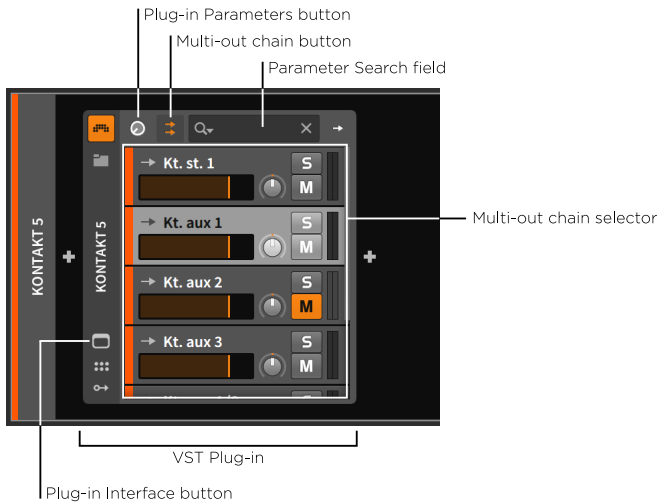 Plug-in Parameters button
Multi-out chain button
Parameter Search field
KONTAKT 5
KONTAKT 5
Kt. st. 1
S
M
Kt. aux 1
S
M
Kt. aux 2
S
M
Kt. aux 3
S
M
Multi-out chain selector
VST Plug-in
Plug-in Interface button